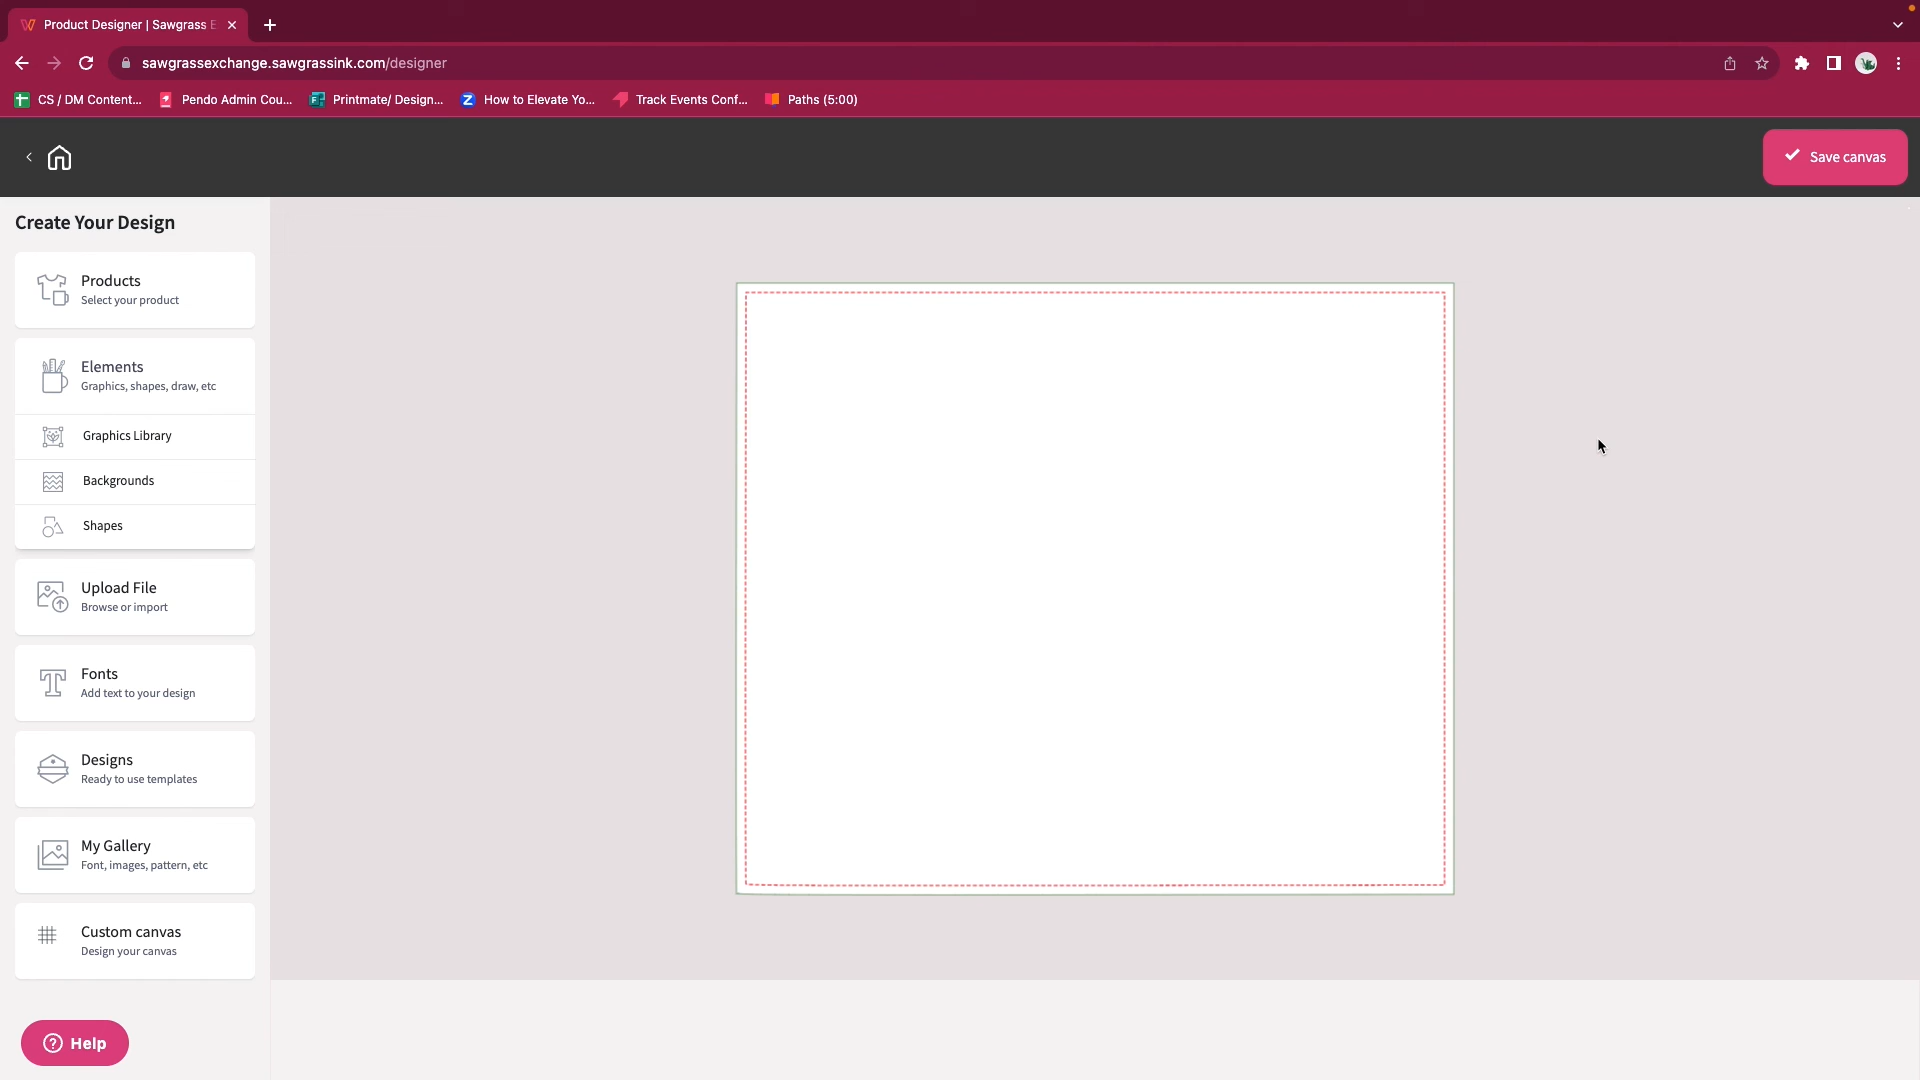 Product Designer | Sawgrass E
sawgrassexchange.sawgrassink.com/designer
CS / DM Content...
Pendo Admin Cou...
Printmate/ Design...
How to Elevate Yo...
Track Events Conf...
Paths (5:00)
Save canvas
Create Your Design
Products
Select your product
Elements
Graphics, shapes, draw, etc
Graphics Library
Backgrounds
Shapes
Upload File
Browse or import
Fonts
Add text to your design
Designs
Ready to use templates
My Gallery
Font, images, pattern, etc
Custom canvas
Design your canvas
Help